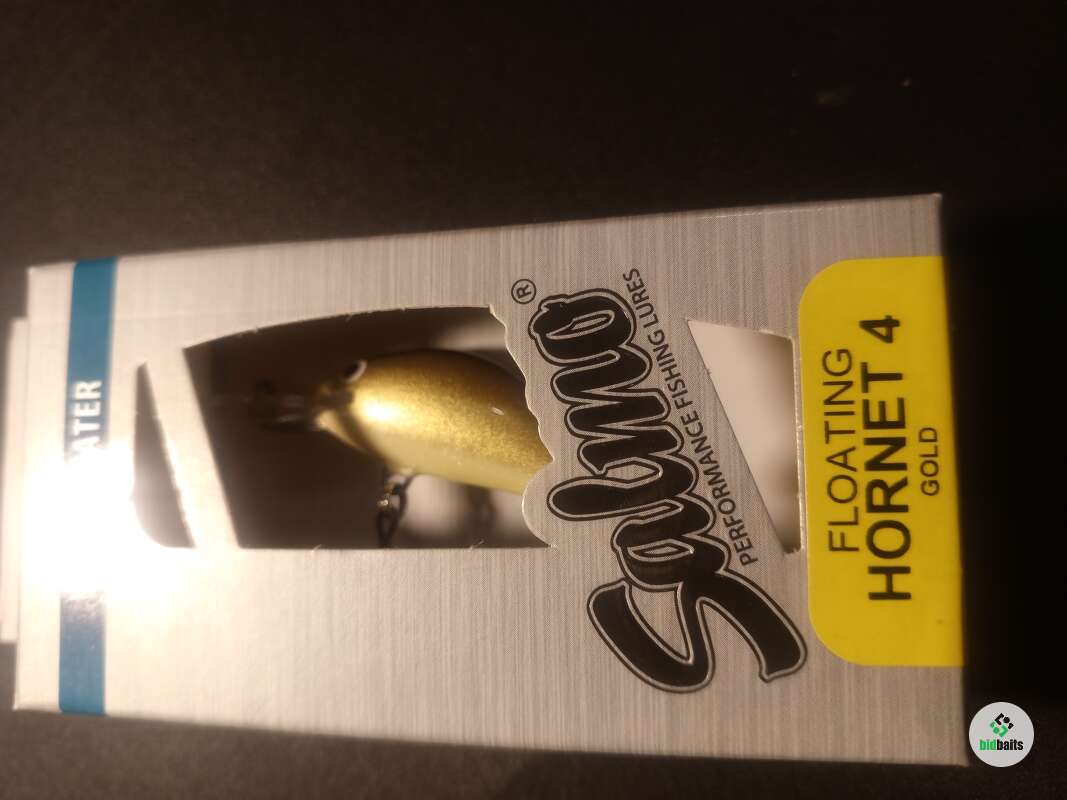 Salmo®
PERFORMANCE FISHING LURES
FLOATING
HORNET 4
GOLD
bidbaits